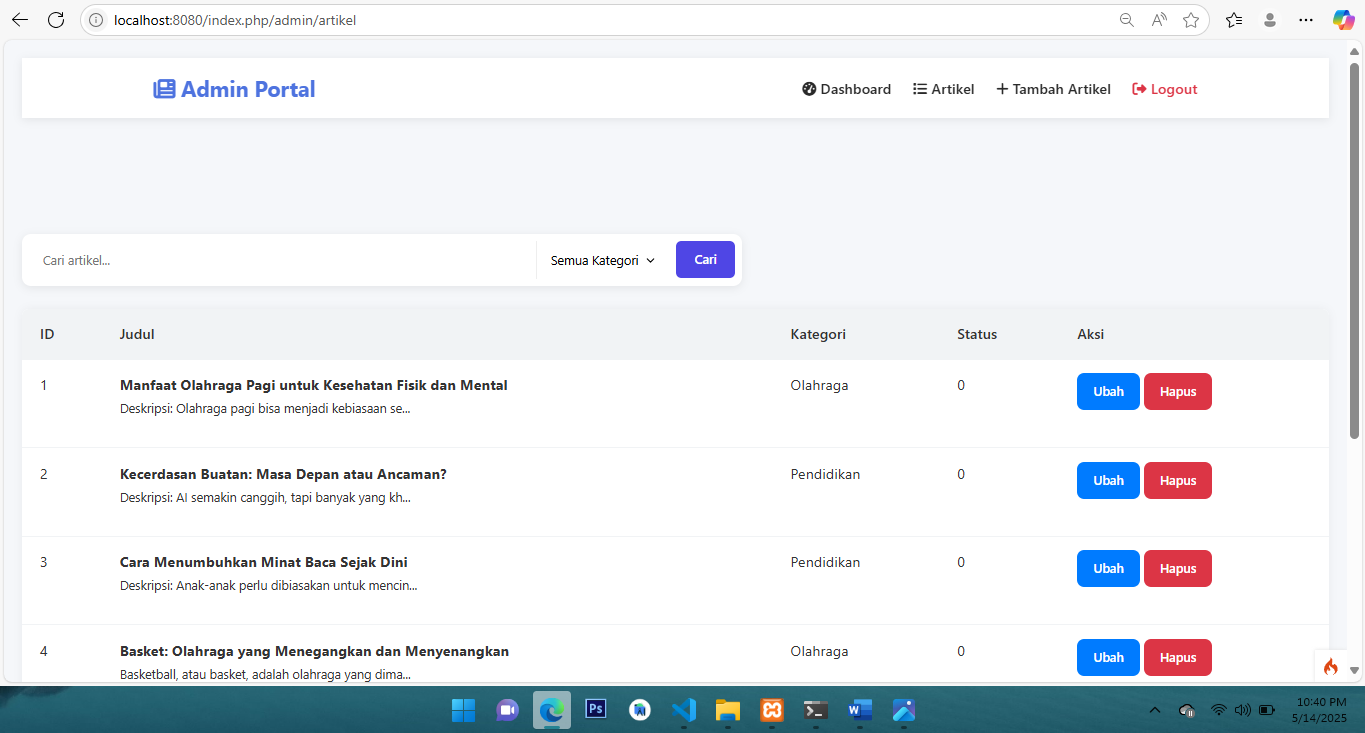 localhost:8080/index.php/admin/artikel
Admin Portal
Dashboard
Artikel
Tambah Artikel
Logout
Cari artikel...
Semua Kategori
Cari
ID Judul Kategori Status Aksi
1 Manfaat Olahraga Pagi untuk Kesehatan Fisik dan Mental Olahraga 0 Ubah Hapus
Deskripsi: Olahraga pagi bisa menjadi kebiasaan se...
2 Kecerdasan Buatan: Masa Depan atau Ancaman? Pendidikan 0 Ubah Hapus
Deskripsi: AI semakin canggih, tapi banyak yang kh...
3 Cara Menumbuhkan Minat Baca Sejak Dini Pendidikan 0 Ubah Hapus
Deskripsi: Anak-anak perlu dibiasakan untuk mencin...
4 Basket: Olahraga yang Menegangkan dan Menyenangkan Olahraga 0 Ubah Hapus
Basketball, atau basket, adalah olahraga yang dima...
Ps
10:40 PM
5/14/2025